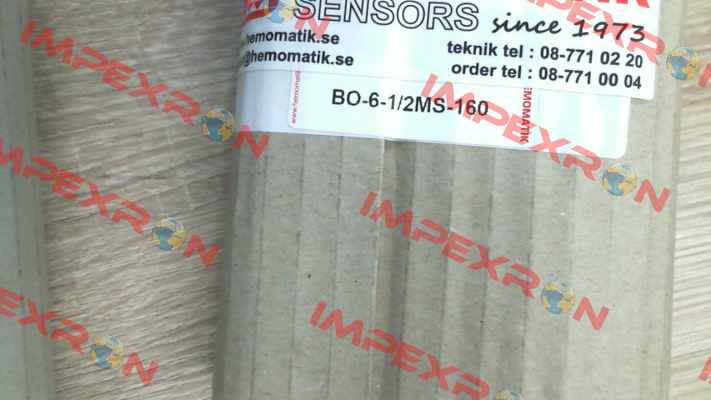 SENSORS since 1973
hemomatik.se
teknik tel : 08-771 02 20
@hemomatik.se
order tel : 08-771 00 04
BO-6-1/2MS-160
HEMOMATIK
IMPEXRON
IMPEXRON
IMPEXRON
IMPEXRON
IMPEXRON
IMPEXRON